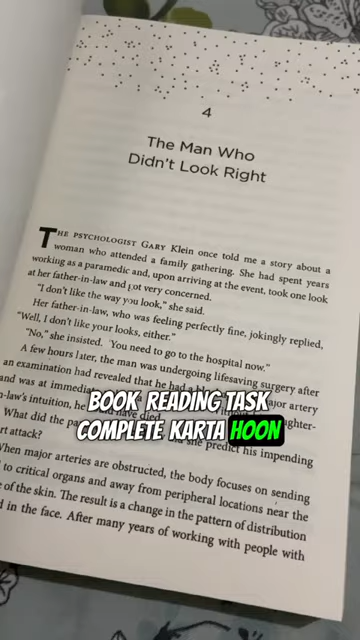 4
The Man Who
Didn't Look Right
THE PSYCHOLOGIST GARY Klein once told me a story about a
woman who attended a family gathering. She had spent years
working as a paramedic and, upon arriving at the event, took one look
at her father-in-law and got very concerned.
"I don't like the way you look," she said.
Her father-in-law, who was feeling perfectly fine, jokingly replied,
"Well, I don't like your looks, either."
"No," she insisted. "You need to go to the hospital now."
A few hours later, the man was undergoing lifesaving surgery after
an examination had revealed that he had a major artery
and was at immediate
n-law's intuition, he have died.
What did the she predict his impending
rt attack?
BOOK READING TASK
COMPLETE KARTA HOON
When major arteries are obstructed, the body focuses on sending
to critical organs and away from peripheral locations near the
of the skin. The result is a change in the pattern of distribution
d in the face. After many years of working with people with